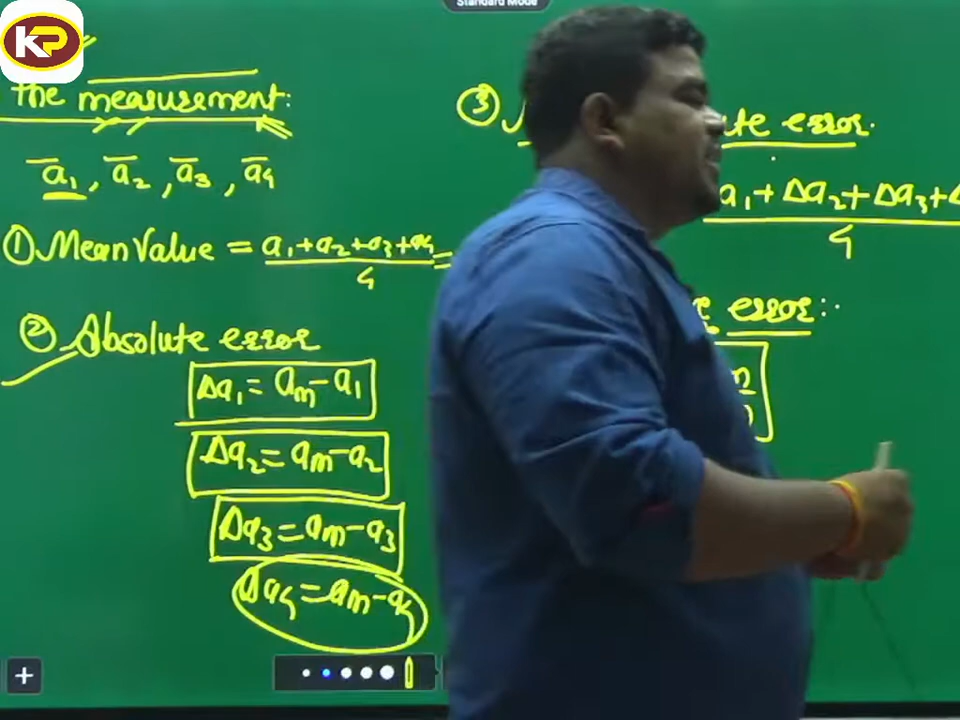 KP
Standard Mode
the measurement:
a̅₁, a̅₂, a̅₃, a̅₄
① Mean Value = (a₁+a₂+a₃+a₄)/4 =
② Absolute error
Δa₁ = aₘ - a₁
Δa₂ = aₘ - a₂
Δa₃ = aₘ - a₃
Δa₄ = aₘ - a₄
③ ute error.
a₁ + Δa₂ + Δa₃ + Δ
4
error: